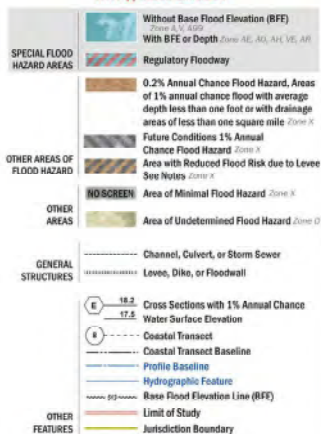 Without Base Flood Elevation (BFE)
Zone A, V, A99
With BFE or Depth Zone AE, AO, AH, VE, AR
SPECIAL FLOOD
HAZARD AREAS
Regulatory Floodway
0.2% Annual Chance Flood Hazard, Areas
of 1% annual chance flood with average
depth less than one foot or with drainage
areas of less than one square mile Zone X
Future Conditions 1% Annual
Chance Flood Hazard Zone X
OTHER AREAS OF
FLOOD HAZARD
Area with Reduced Flood Risk due to Levee
See Notes Zone X
NO SCREEN Area of Minimal Flood Hazard Zone X
OTHER
AREAS
Area of Undetermined Flood Hazard Zone D
GENERAL
STRUCTURES
Channel, Culvert, or Storm Sewer
Levee, Dike, or Floodwall
E 18.2 Cross Sections with 1% Annual Chance
17.5 Water Surface Elevation
8 Coastal Transect
Coastal Transect Baseline
Profile Baseline
Hydrographic Feature
513 Base Flood Elevation Line (BFE)
OTHER
FEATURES
Limit of Study
Jurisdiction Boundary